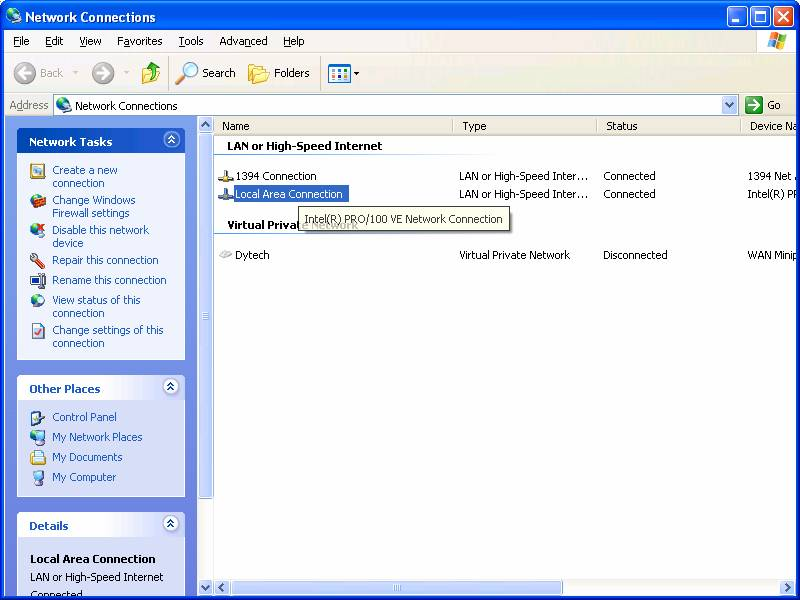 Network Connections
File Edit View Favorites Tools Advanced Help
Back Search Folders
Address Network Connections Go
Network Tasks
Create a new
connection
Change Windows
Firewall settings
Disable this network
device
Repair this connection
Rename this connection
View status of this
connection
Change settings of this
connection
Other Places
Control Panel
My Network Places
My Documents
My Computer
Details
Local Area Connection
LAN or High-Speed Internet
Connected
Name Type Status Device Na
LAN or High-Speed Internet
1394 Connection LAN or High-Speed Inter... Connected 1394 Net
Local Area Connection LAN or High-Speed Inter... Connected Intel(R) P
Intel(R) PRO/100 VE Network Connection
Virtual Private Network
Dytech Virtual Private Network Disconnected WAN Minip